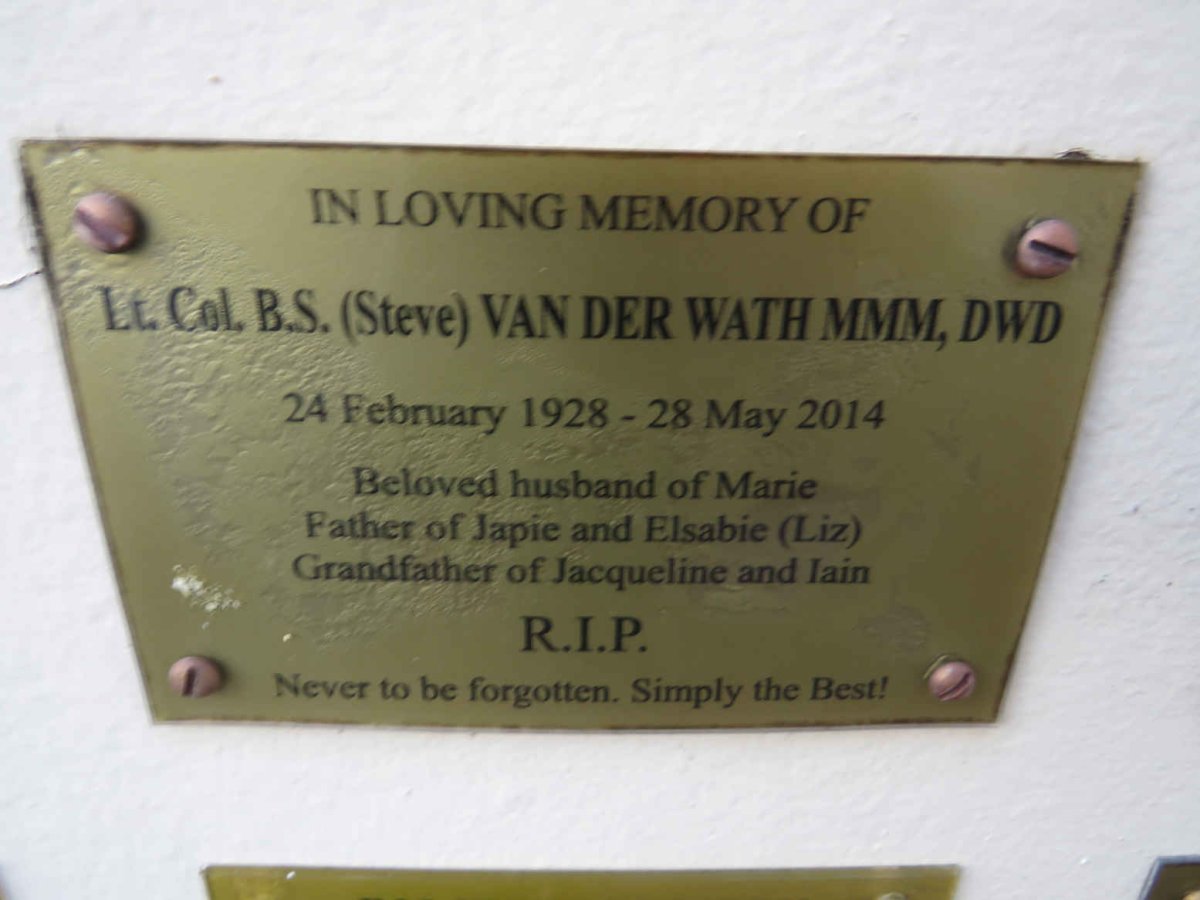 IN LOVING MEMORY OF
Lt. Col. B.S. (Steve) VAN DER WATH MMM, DWD
24 February 1928 - 28 May 2014
Beloved husband of Marie
Father of Japie and Elsabie (Liz)
Grandfather of Jacqueline and Iain
R.I.P.
Never to be forgotten. Simply the Best!